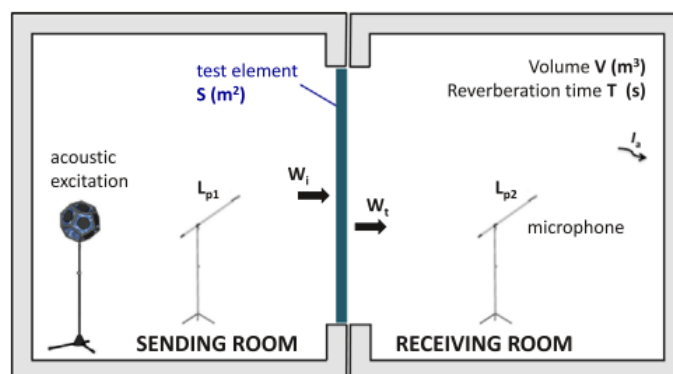 test element
S (m²)
Volume V (m³)
Reverberation time T (s)
Iₐ
acoustic
excitation
Lₚ₁
Wᵢ
Wₜ
Lₚ₂
microphone
SENDING ROOM
RECEIVING ROOM